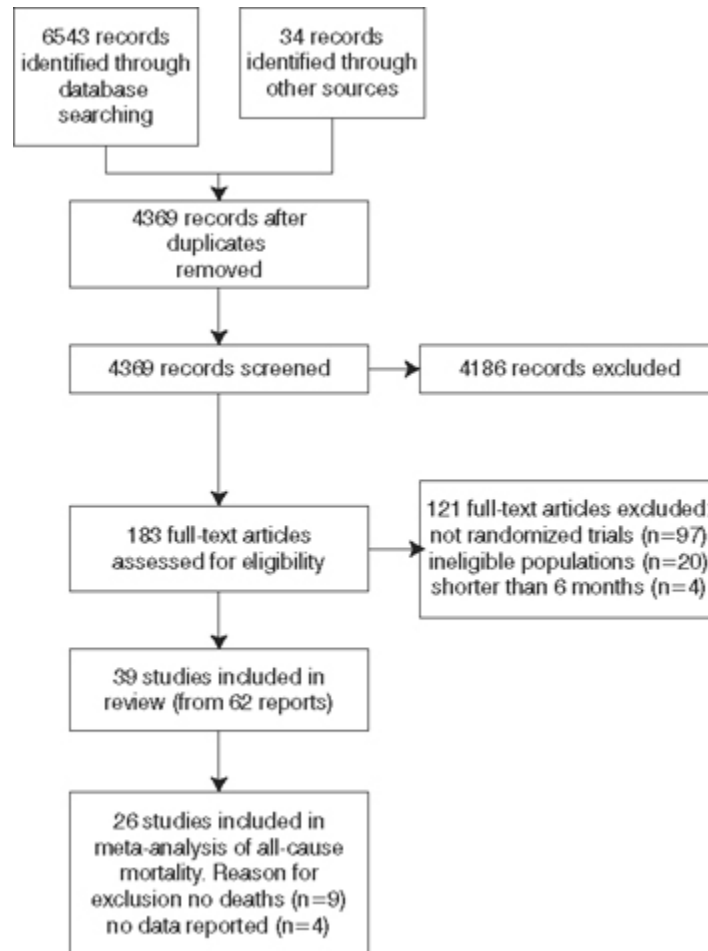 6543 records
identified through
database
searching
34 records
identified through
other sources
4369 records after
duplicates
removed
4369 records screened
4186 records excluded
183 full-text articles
assessed for eligibility
121 full-text articles excluded:
not randomized trials (n=97)
ineligible populations (n=20)
shorter than 6 months (n=4)
39 studies included in
review (from 62 reports)
26 studies included in
meta-analysis of all-cause
mortality. Reason for
exclusion no deaths (n=9)
no data reported (n=4)